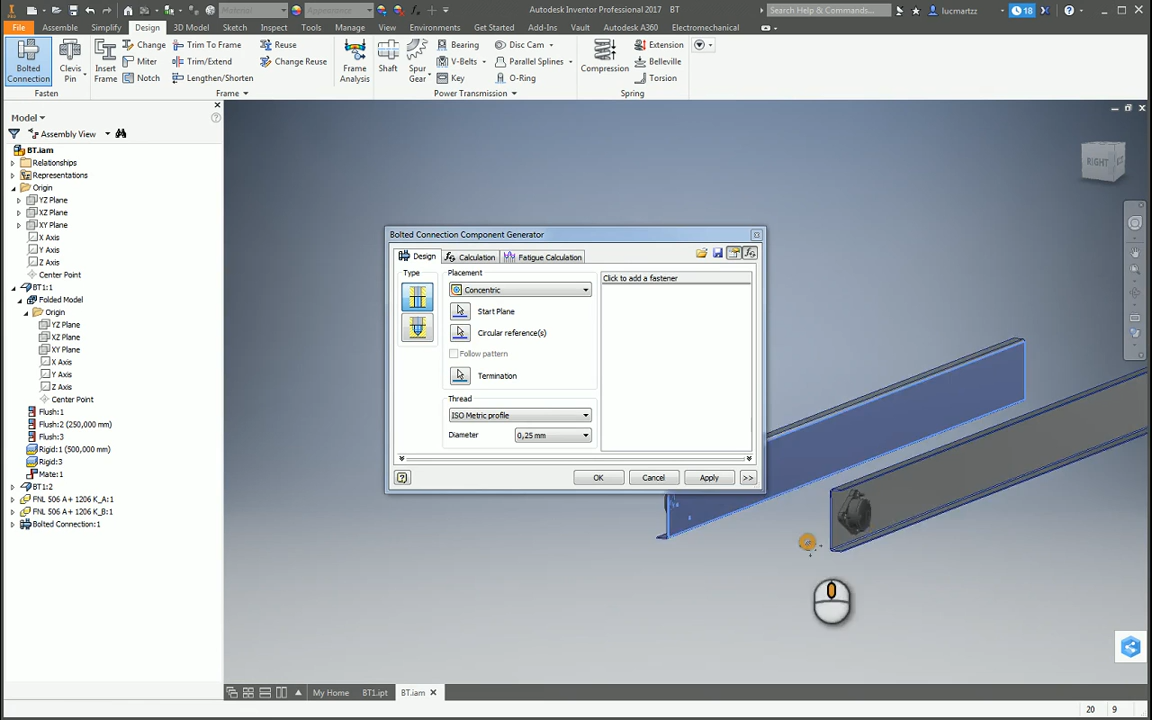 Material
Appearance
Autodesk Inventor Professional 2017 BT
Search Help & Commands...
lucmartzz
18
File
Assemble
Simplify
Design
3D Model
Sketch
Inspect
Tools
Manage
View
Environments
Get Started
Add-Ins
Vault
Autodesk A360
Electromechanical
Bolted Connection
Clevis Pin
Fasten
Insert Frame
Change
Miter
Notch
Trim To Frame
Trim/Extend
Lengthen/Shorten
Reuse
Change Reuse
Frame Analysis
Frame
Shaft
Spur Gear
Bearing
V-Belts
Key
Disc Cam
Parallel Splines
O-Ring
Power Transmission
Compression
Extension
Belleville
Torsion
Spring
Model
Assembly View
BT.iam
Relationships
Representations
Origin
YZ Plane
XZ Plane
XY Plane
X Axis
Y Axis
Z Axis
Center Point
BT1:1
Folded Model
Origin
YZ Plane
XZ Plane
XY Plane
X Axis
Y Axis
Z Axis
Center Point
Flush:1
Flush:2 (250,000 mm)
Flush:3
Rigid:1 (500,000 mm)
Rigid:3
Mate:1
BT1:2
FNL 506 A+ 1206 K_A:1
FNL 506 A+ 1206 K_B:1
Bolted Connection:1
RIGHT
Bolted Connection Component Generator
Design
Calculation
Fatigue Calculation
Type
Placement
Concentric
Start Plane
Circular reference(s)
Follow pattern
Termination
Thread
ISO Metric profile
Diameter
0,25 mm
Click to add a fastener
OK
Cancel
Apply
>>
My Home
BT1.ipt
BT.iam
20
9